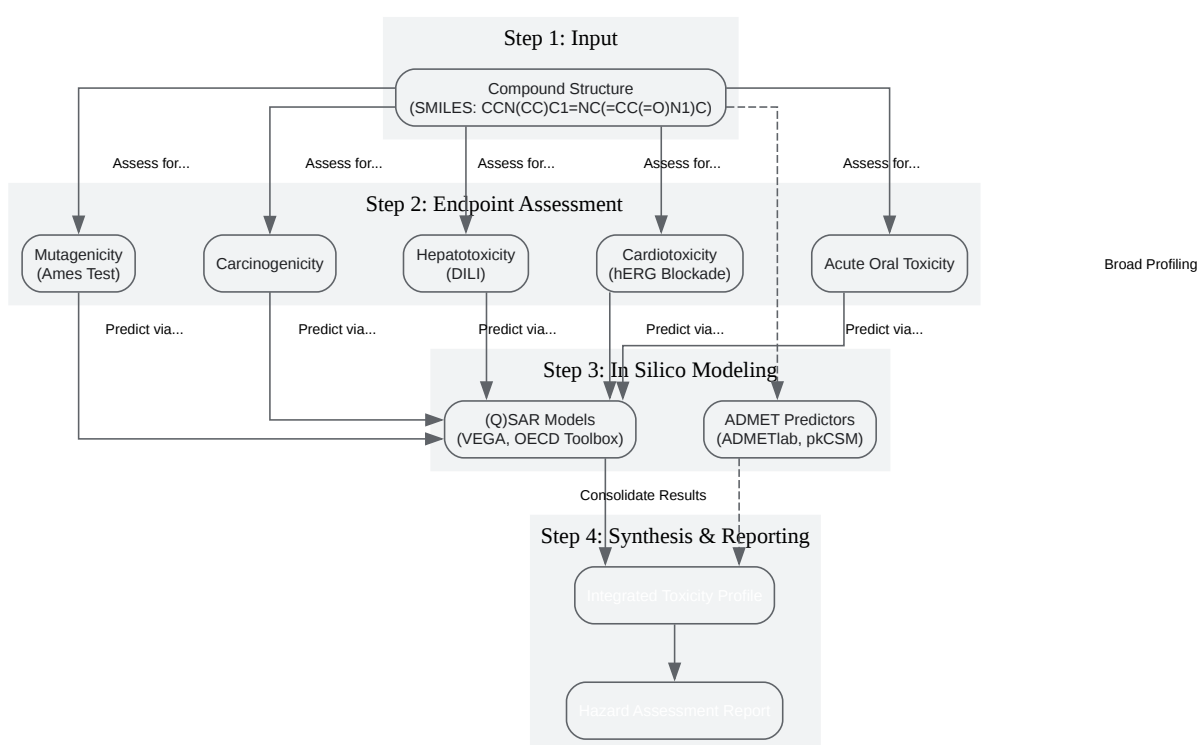 Step 1: Input
Compound Structure
(SMILES: CCN(CC)C1=NC(=CC(=O)N1)C)
Assess for...
Assess for...
Assess for...
Assess for...
Assess for...
Step 2: Endpoint Assessment
Mutagenicity
(Ames Test)
Carcinogenicity
Hepatotoxicity
(DILI)
Cardiotoxicity
(hERG Blockade)
Acute Oral Toxicity
Broad Profiling
Predict via...
Predict via...
Predict via...
Predict via...
Predict via...
Step 3: In Silico Modeling
(Q)SAR Models
(VEGA, OECD Toolbox)
ADMET Predictors
(ADMETlab, pkCSM)
Consolidate Results
Step 4: Synthesis & Reporting
Integrated Toxicity Profile
Hazard Assessment Report